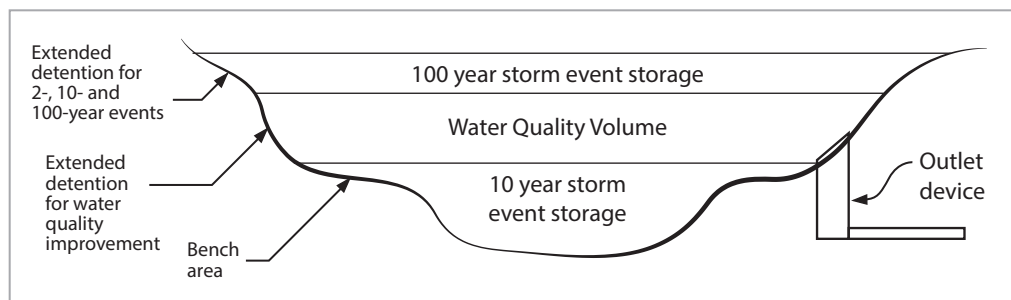 Extended
detention for
2-, 10- and
100-year events
100 year storm event storage
Water Quality Volume
Extended
detention
for water
quality
improvement
10 year storm
event storage
Outlet
device
Bench
area